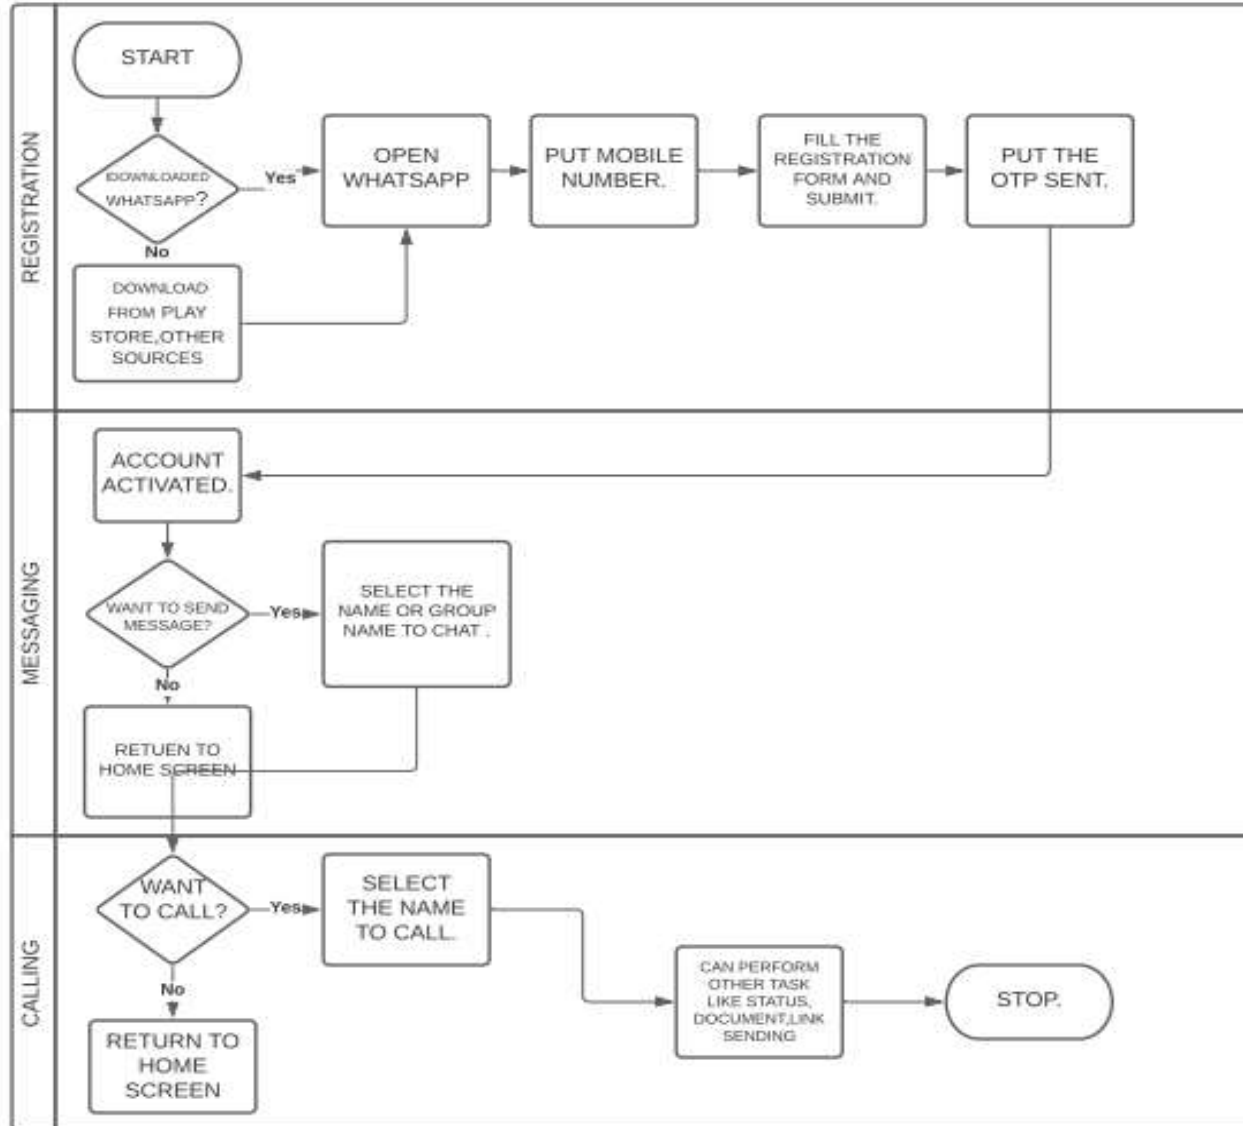 REGISTRATION
START
DOWNLOADED
WHATSAPP?
Yes
No
OPEN
WHATSAPP
PUT MOBILE
NUMBER.
FILL THE
REGISTRATION
FORM AND
SUBMIT.
PUT THE
OTP SENT.
DOWNLOAD
FROM PLAY
STORE,OTHER
SOURCES
MESSAGING
ACCOUNT
ACTIVATED.
WANT TO SEND
MESSAGE?
Yes
No
SELECT THE
NAME OR GROUP
NAME TO CHAT .
RETUEN TO
HOME SCREEN
CALLING
WANT
TO CALL?
Yes
No
SELECT
THE NAME
TO CALL.
CAN PERFORM
OTHER TASK
LIKE STATUS,
DOCUMENT,LINK
SENDING
STOP.
RETURN TO
HOME
SCREEN